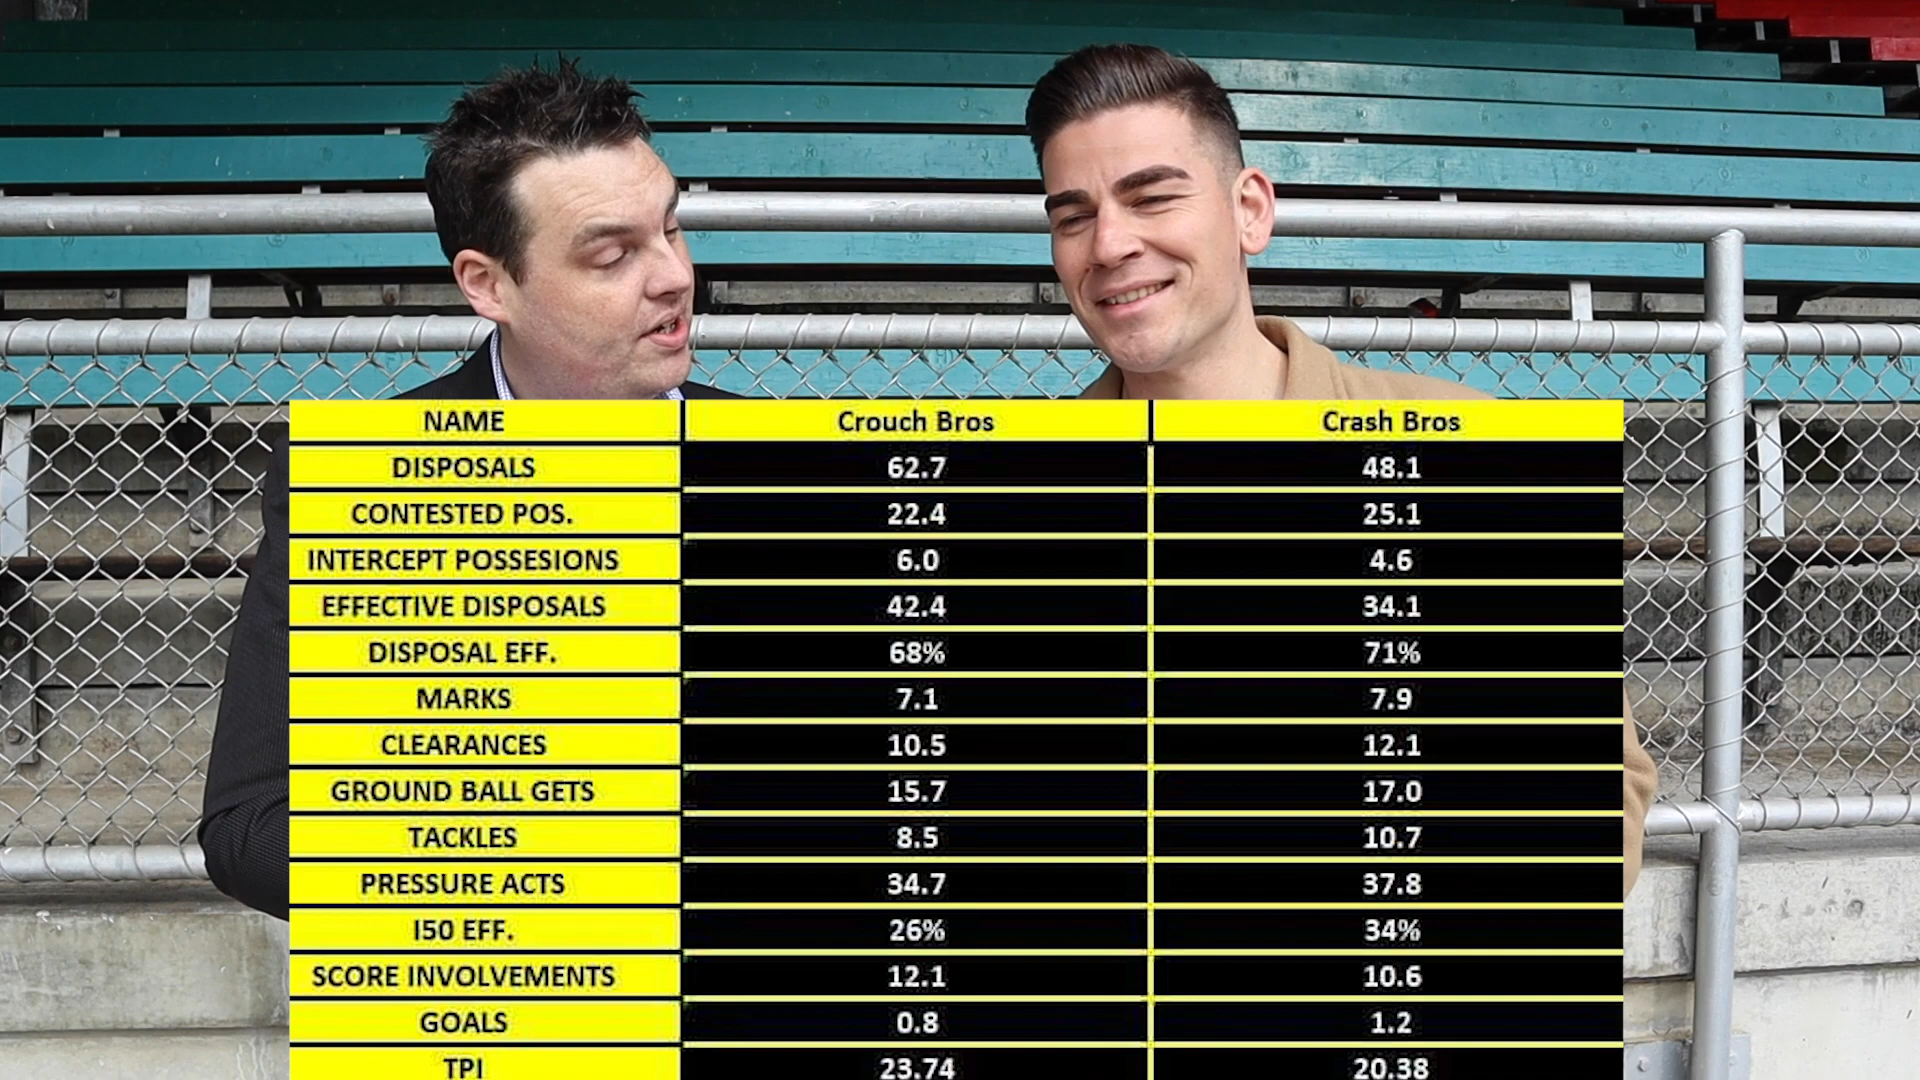 NAME Crouch Bros Crash Bros
DISPOSALS 62.7 48.1
CONTESTED POS. 22.4 25.1
INTERCEPT POSSESIONS 6.0 4.6
EFFECTIVE DISPOSALS 42.4 34.1
DISPOSAL EFF. 68% 71%
MARKS 7.1 7.9
CLEARANCES 10.5 12.1
GROUND BALL GETS 15.7 17.0
TACKLES 8.5 10.7
PRESSURE ACTS 34.7 37.8
I50 EFF. 26% 34%
SCORE INVOLVEMENTS 12.1 10.6
GOALS 0.8 1.2
TPI 23.74 20.38